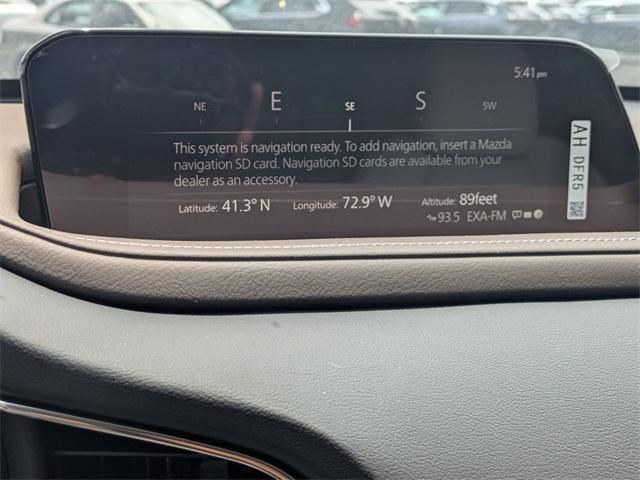 5:41 pm
NE E SE S SW
This system is navigation ready. To add navigation, insert a Mazda
navigation SD card. Navigation SD cards are available from your
dealer as an accessory.
Latitude: 41.3° N Longitude: 72.9° W Altitude: 89feet
93.5 EXA-FM
AH DFR5